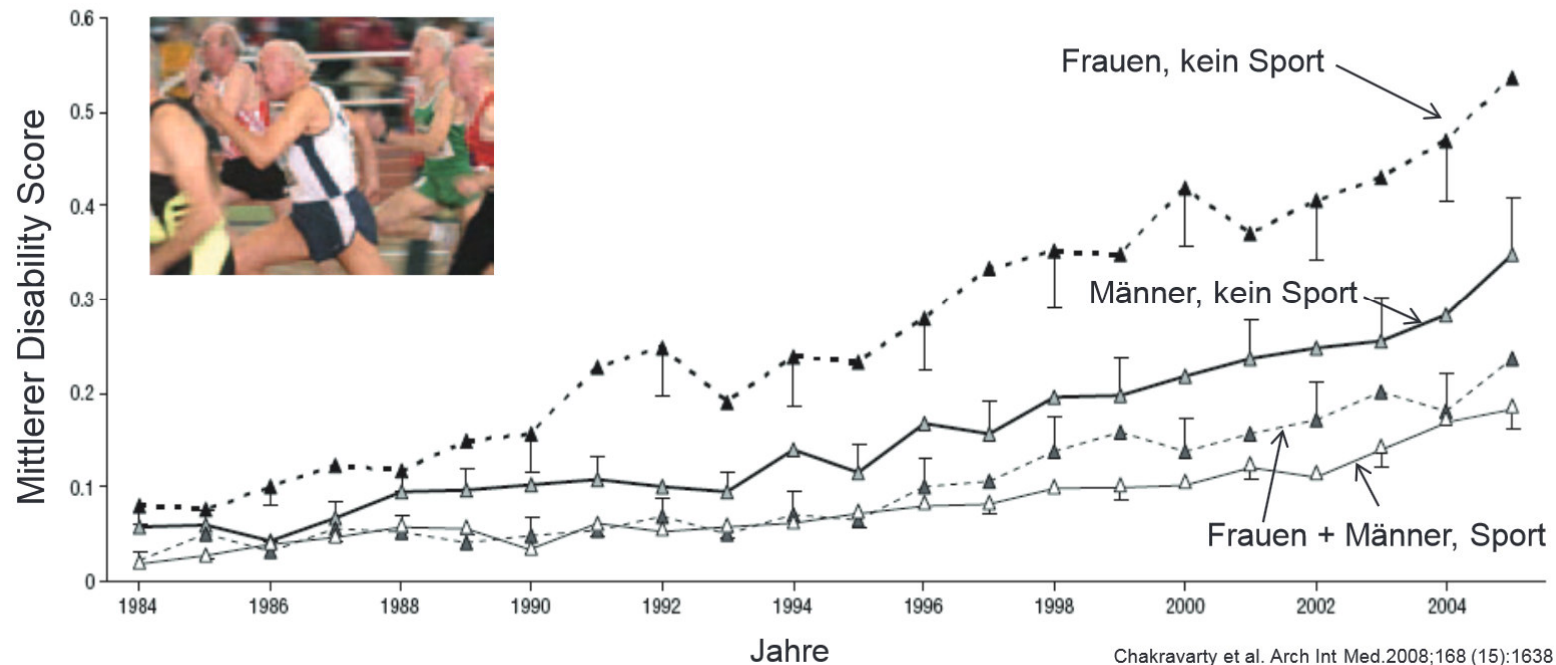 Mittlerer Disability Score
0.6
0.5
0.4
0.3
0.2
0.1
0
Frauen, kein Sport
Männer, kein Sport
Frauen + Männer, Sport
1984 1986 1988 1990 1992 1994 1996 1998 2000 2002 2004
Jahre
Chakravarty et al. Arch Int Med.2008;168 (15):1638